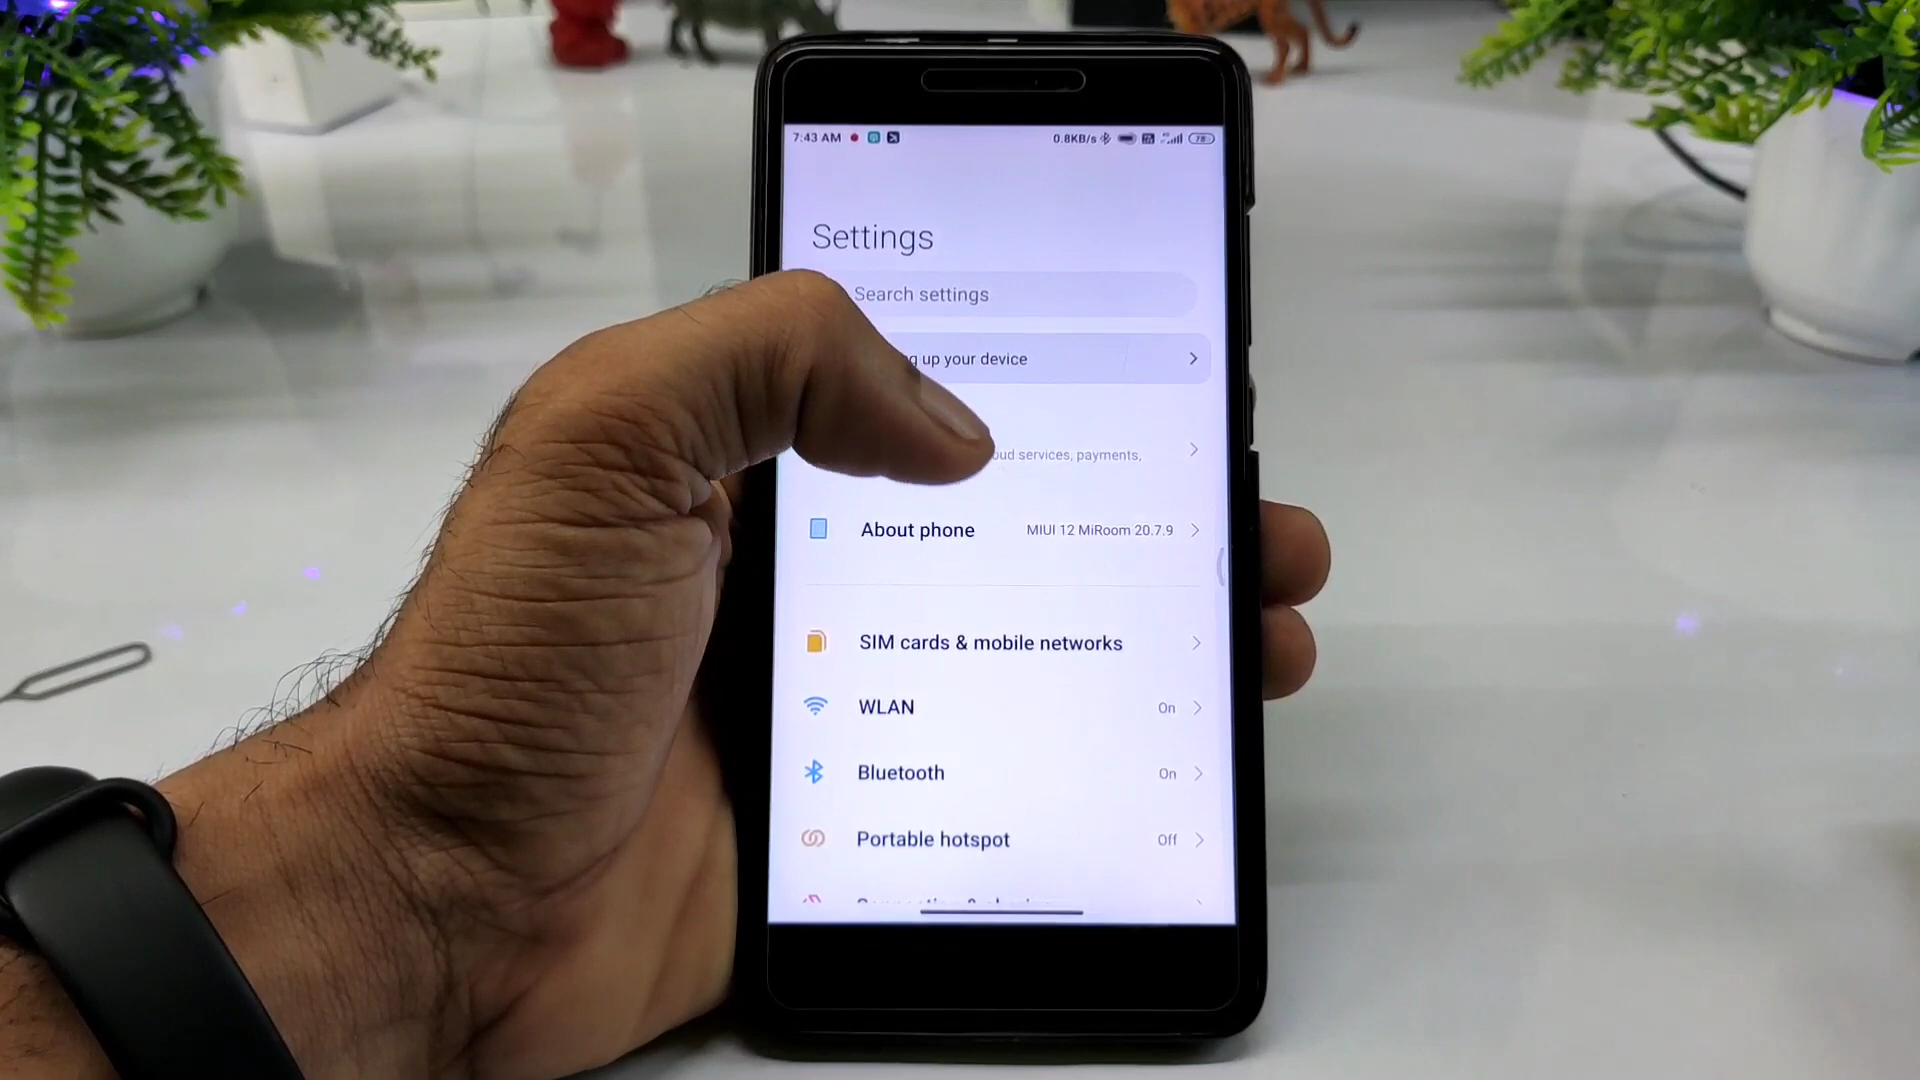 7:43 AM 0.8KB/s 78
Settings
Search settings
up your device
services, payments,
About phone MIUI 12 MiRoom 20.7.9
SIM cards & mobile networks
WLAN On
Bluetooth On
Portable hotspot Off